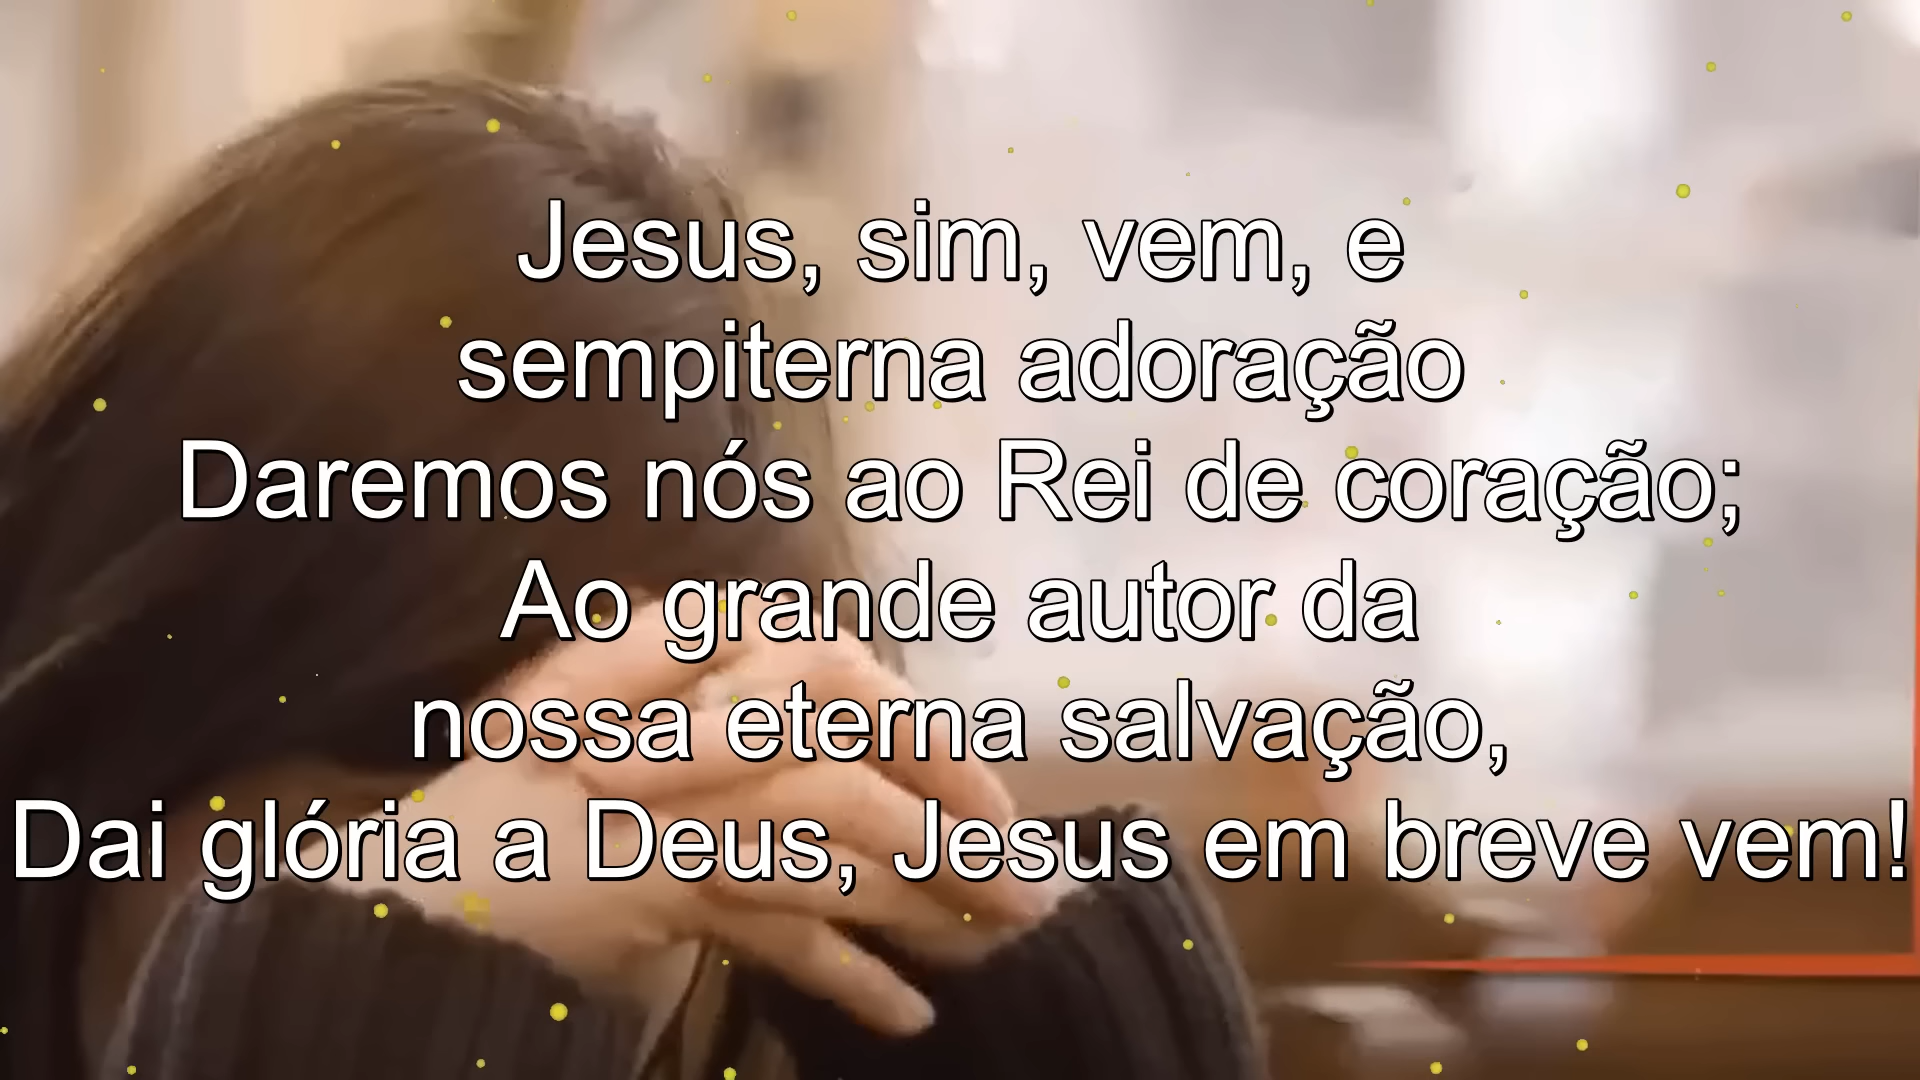 Jesus, sim, vem, e
sempiterna adoração
Daremos nós ao Rei de coração;
Ao grande autor da
nossa eterna salvação,
Dai glória a Deus, Jesus em breve vem!